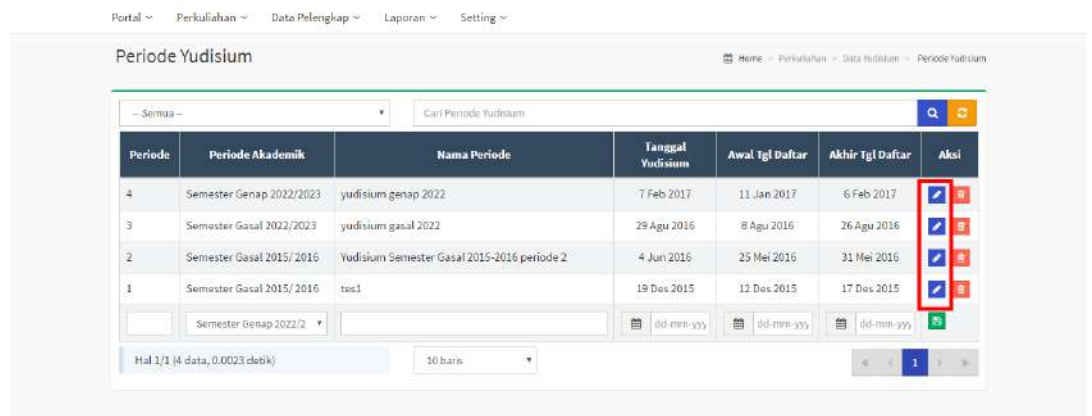 Portal Perkuliahan Data Pelengkap Laporan Setting
Periode Yudisium
Home > Perkuliahan > Data Yudisium > Periode Yudisium
-- Semua --
Cari Periode Yudisium
Periode Periode Akademik Nama Periode Tanggal Yudisium Awal Tgl Daftar Akhir Tgl Daftar Aksi
4 Semester Genap 2022/2023 yudisium genap 2022 7 Feb 2017 11 Jan 2017 6 Feb 2017
3 Semester Gasal 2022/2023 yudisium gasal 2022 29 Agu 2016 8 Agu 2016 26 Agu 2016
2 Semester Gasal 2015/2016 Yudisium Semester Gasal 2015-2016 periode 2 4 Jun 2016 25 Mei 2016 31 Mei 2016
1 Semester Gasal 2015/2016 tes1 19 Des 2015 12 Des 2015 17 Des 2015
Semester Genap 2022/2 dd-mm-yyy dd-mm-yyy dd-mm-yyy
Hal 1/1 (4 data, 0.0023 detik) 10 baris « < 1 > »